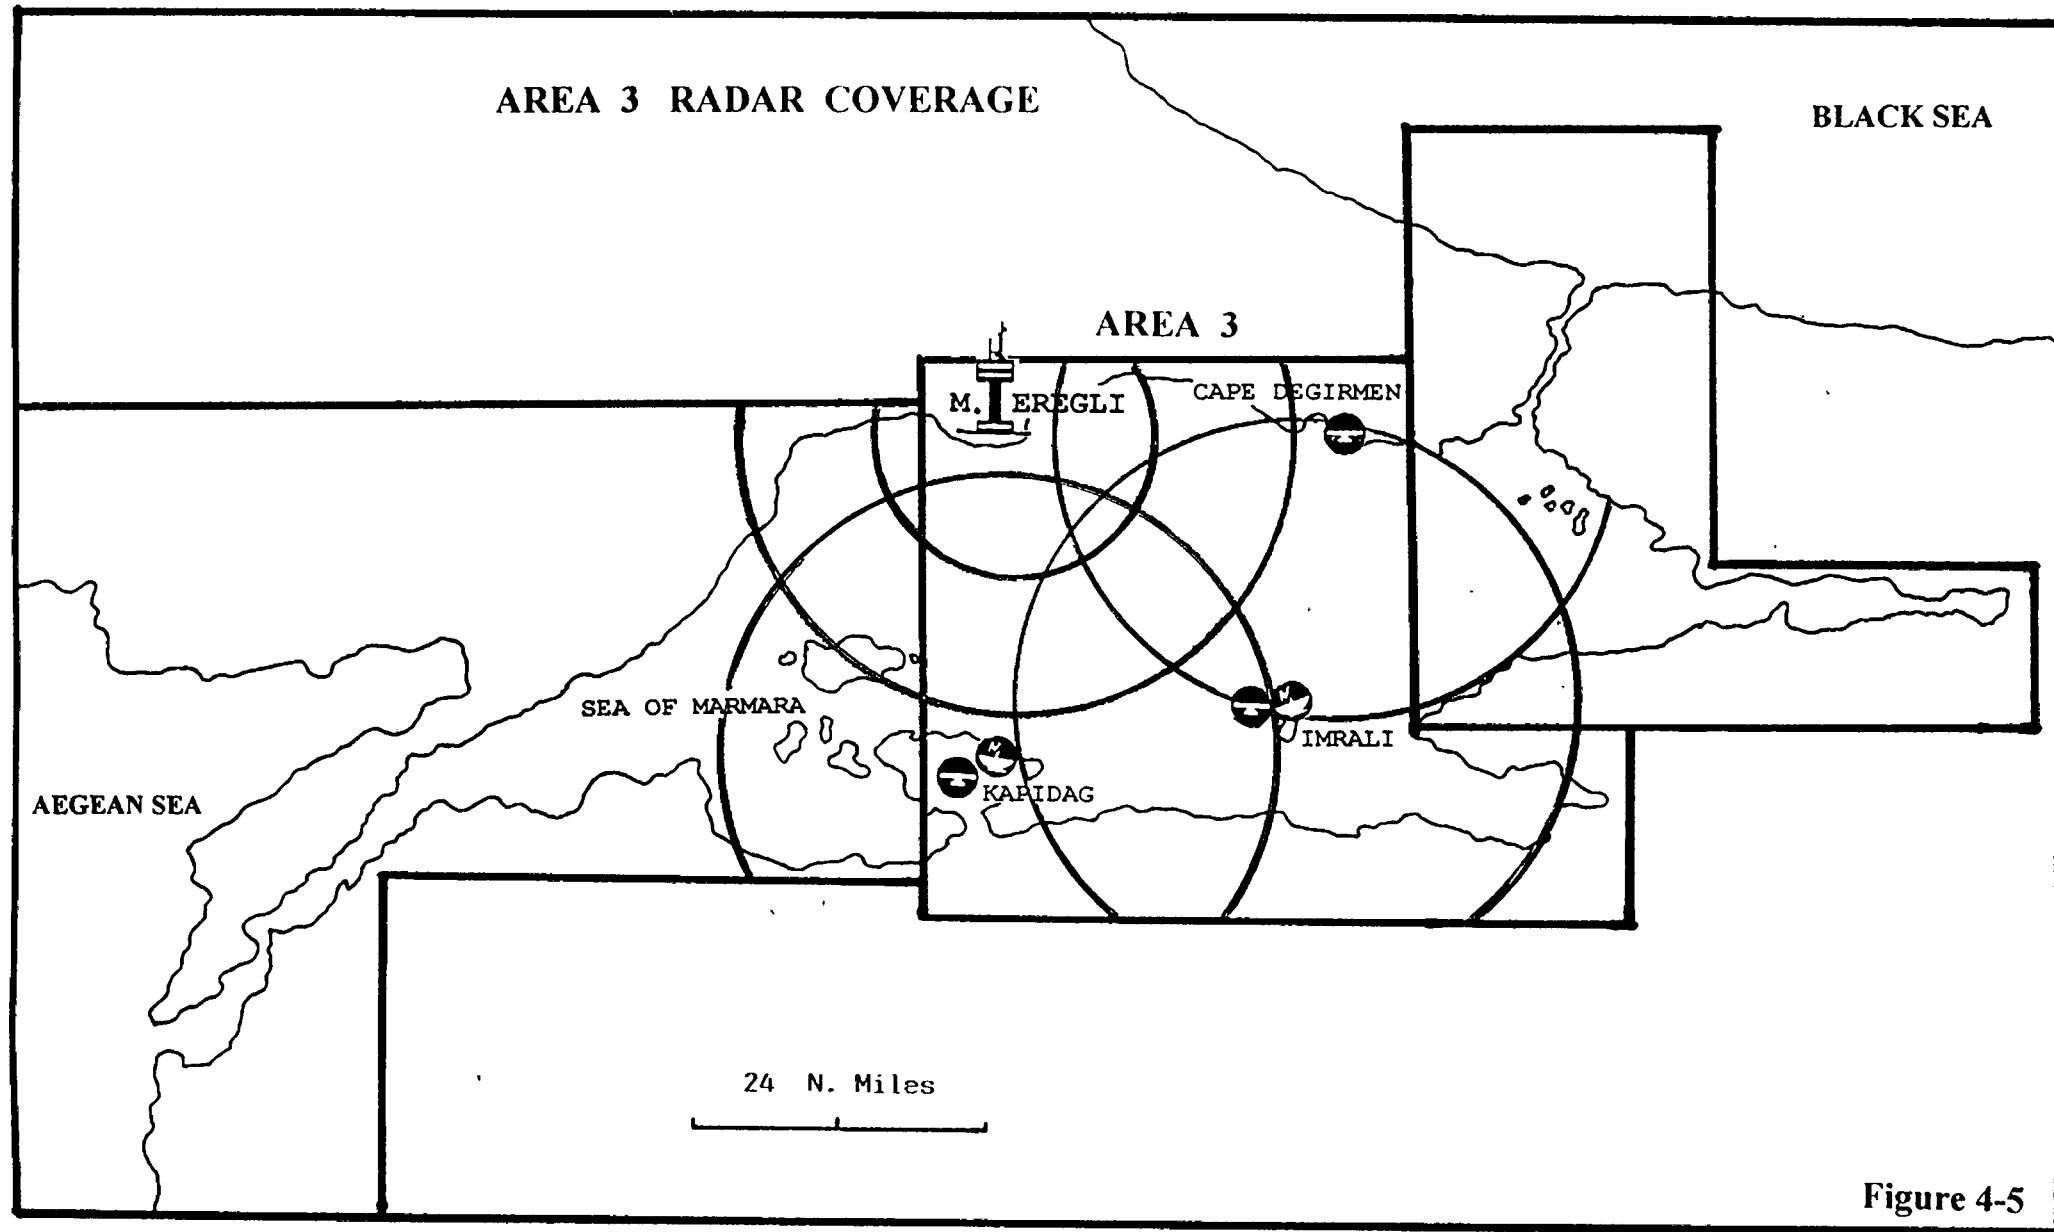 AREA 3 RADAR COVERAGE
BLACK SEA
AREA 3
CAPE DEGIRMEN
M. EREGLI
SEA OF MARMARA
IMRALI
KAPIDAG
AEGEAN SEA
24 N. Miles
Figure 4-5